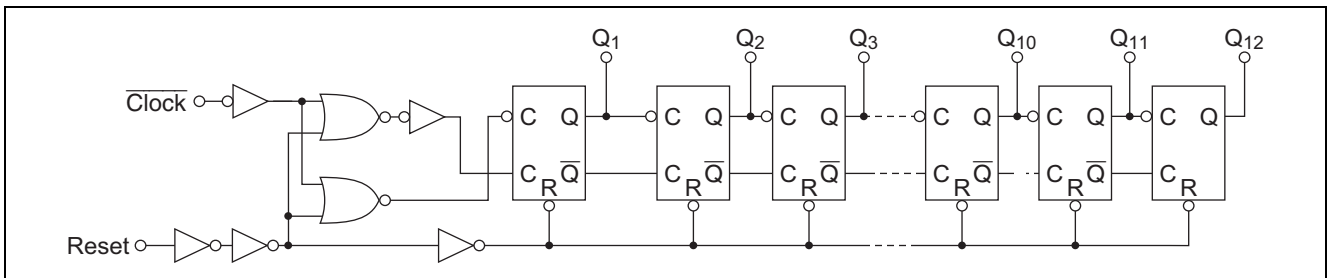 Q1 Q2 Q3 Q10 Q11 Q12
Clock
C Q C Q C Q C Q C Q C Q
C R Q C R Q C R Q C R Q C R Q C R
Reset